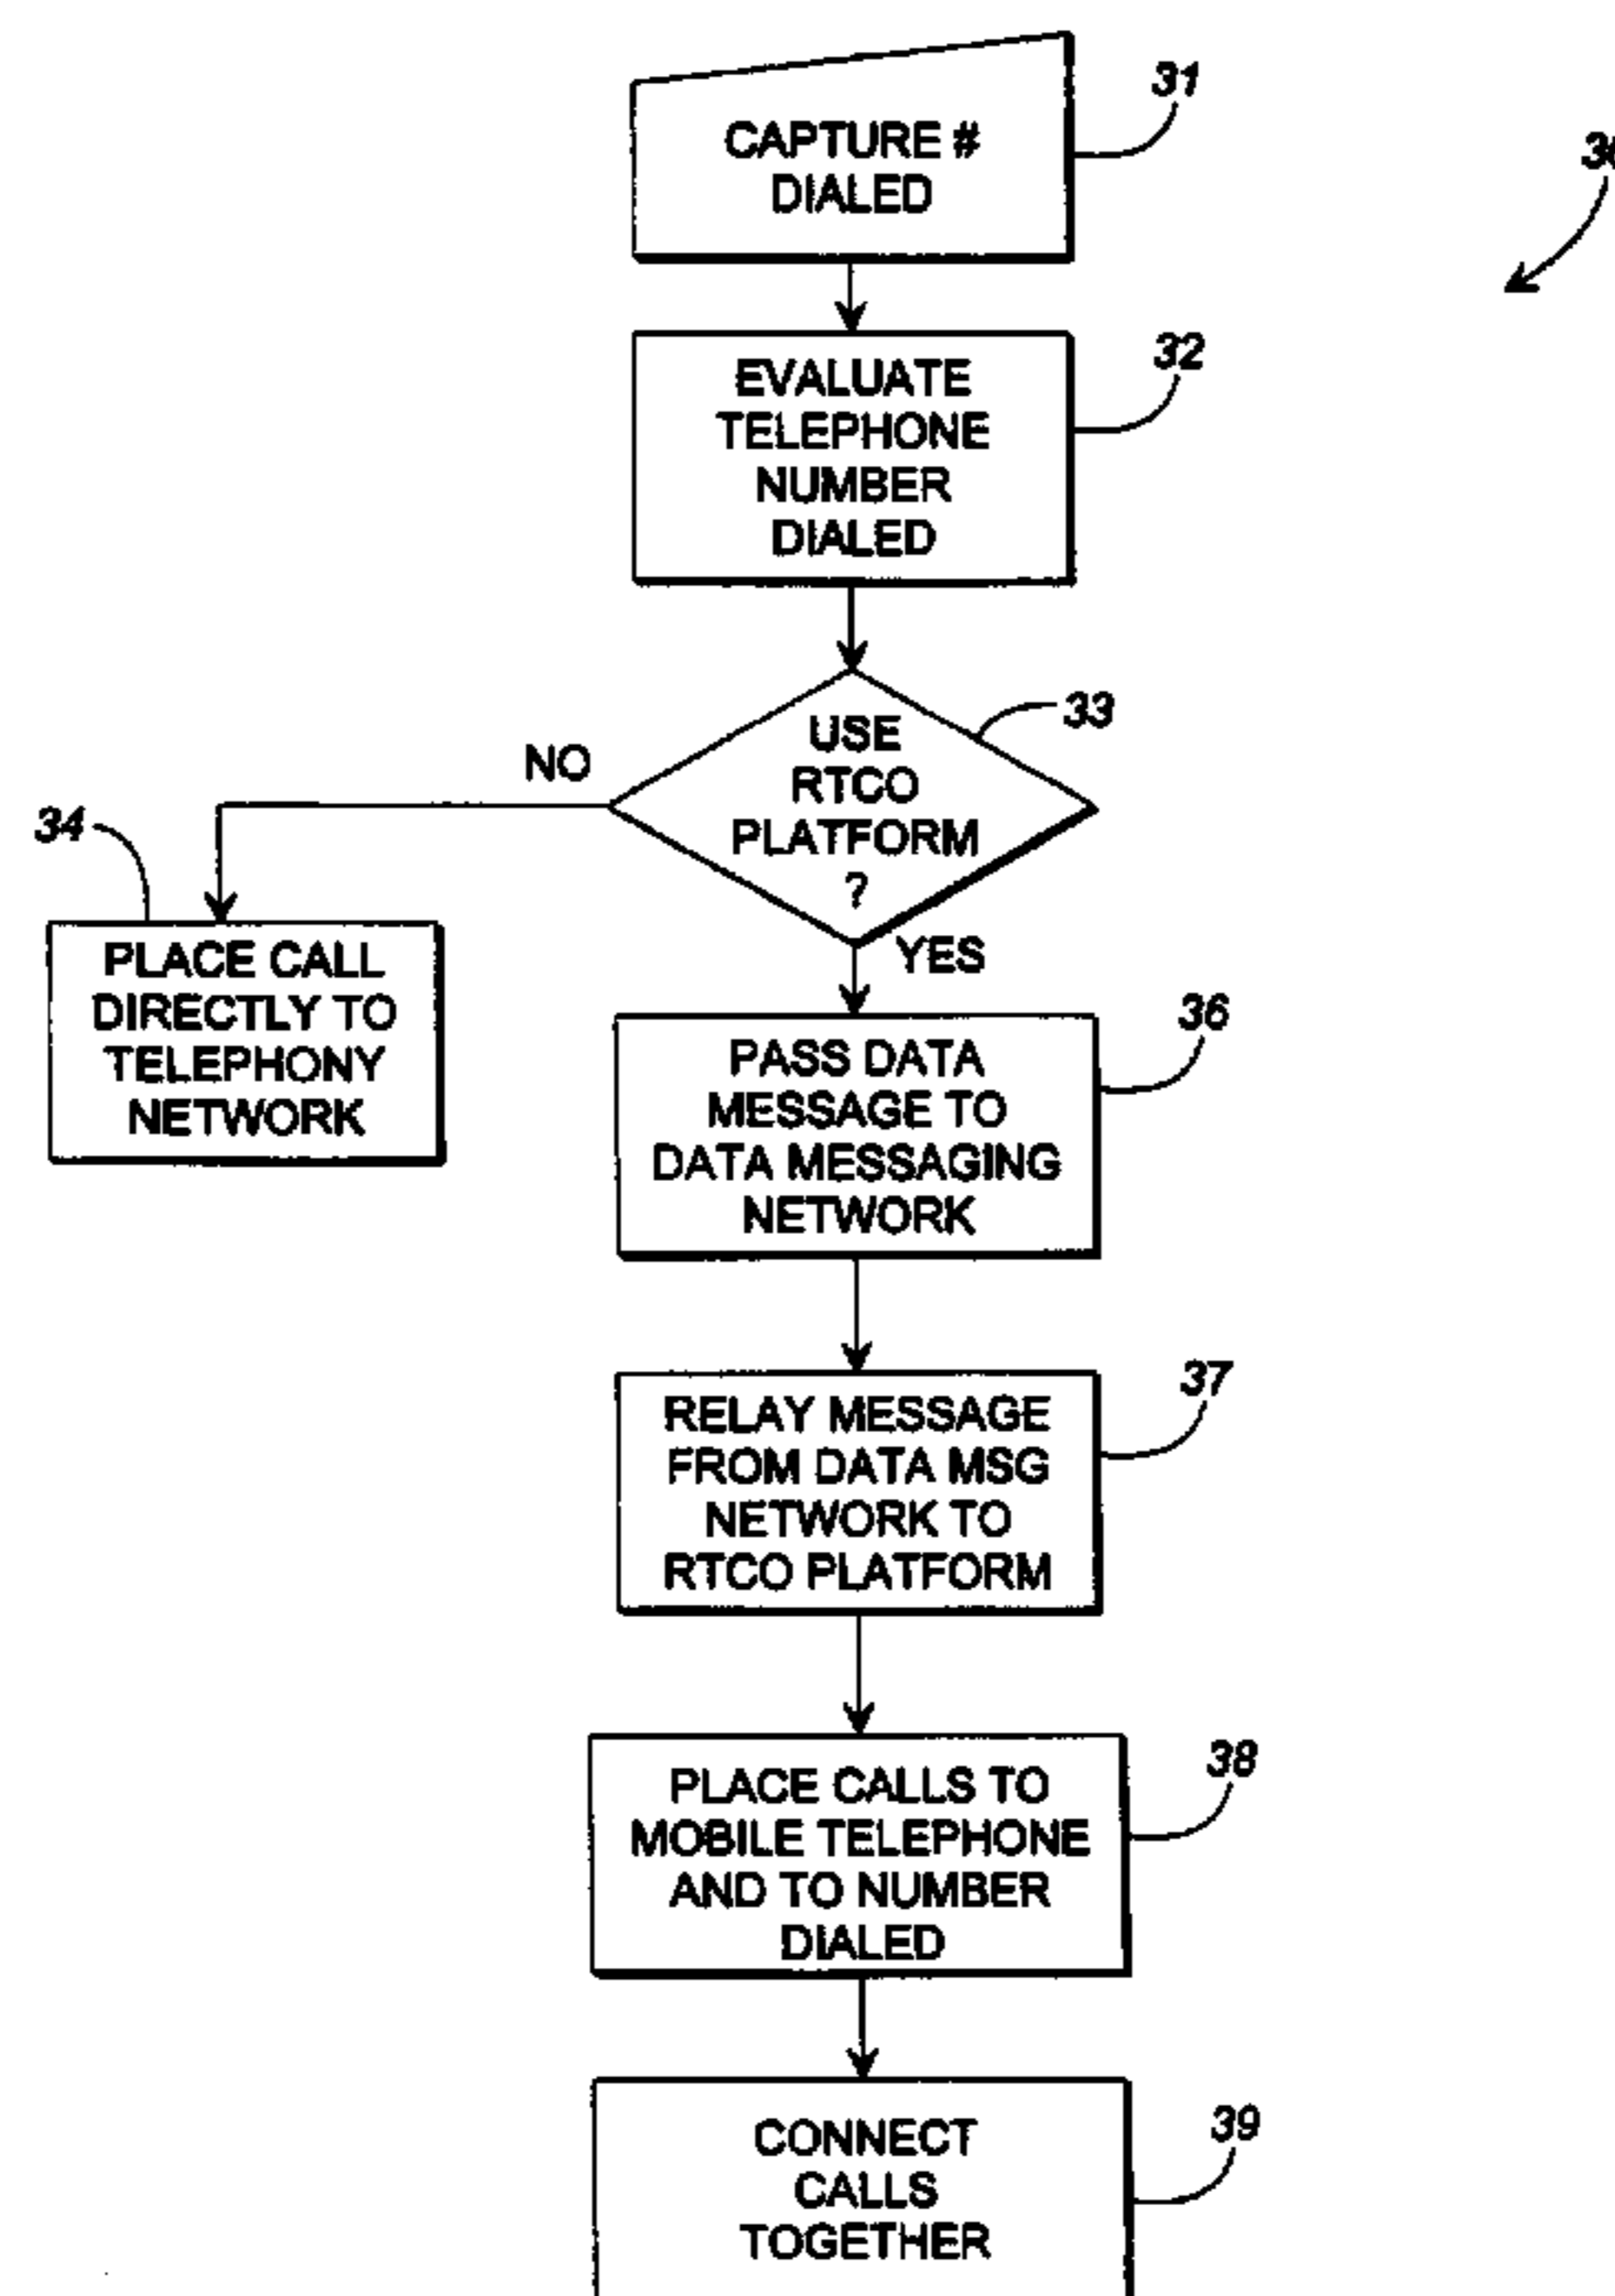 31
CAPTURE #
DIALED
32
EVALUATE
TELEPHONE
NUMBER
DIALED
33
USE
RTCO
PLATFORM
?
NO
YES
34
PLACE CALL
DIRECTLY TO
TELEPHONY
NETWORK
36
PASS DATA
MESSAGE TO
DATA MESSAGING
NETWORK
37
RELAY MESSAGE
FROM DATA MSG
NETWORK TO
RTCO PLATFORM
38
PLACE CALLS TO
MOBILE TELEPHONE
AND TO NUMBER
DIALED
39
CONNECT
CALLS
TOGETHER